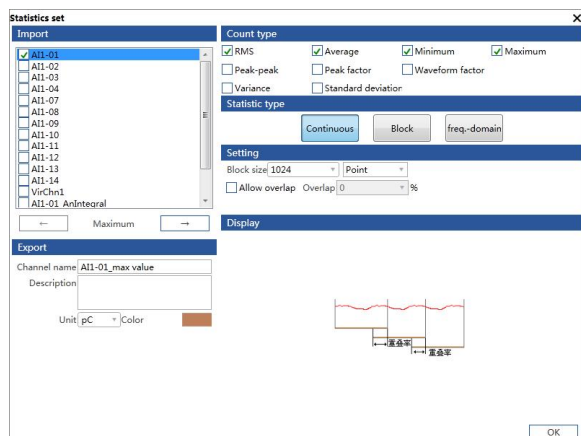 Statistics set
Import
AI1-01
AI1-02
AI1-03
AI1-04
AI1-07
AI1-08
AI1-09
AI1-10
AI1-11
AI1-12
AI1-13
AI1-14
VirChn1
AI1-01_AnIntegral
← Maximum →
Export
Channel name AI1-01_max value
Description
Unit pC Color
Count type
RMS Average Minimum Maximum
Peak-peak Peak factor Waveform factor
Variance Standard deviatior
Statistic type
Continuous Block freq.-domain
Setting
Block size 1024 Point
Allow overlap Overlap 0 %
Display
重叠率
重叠率
OK